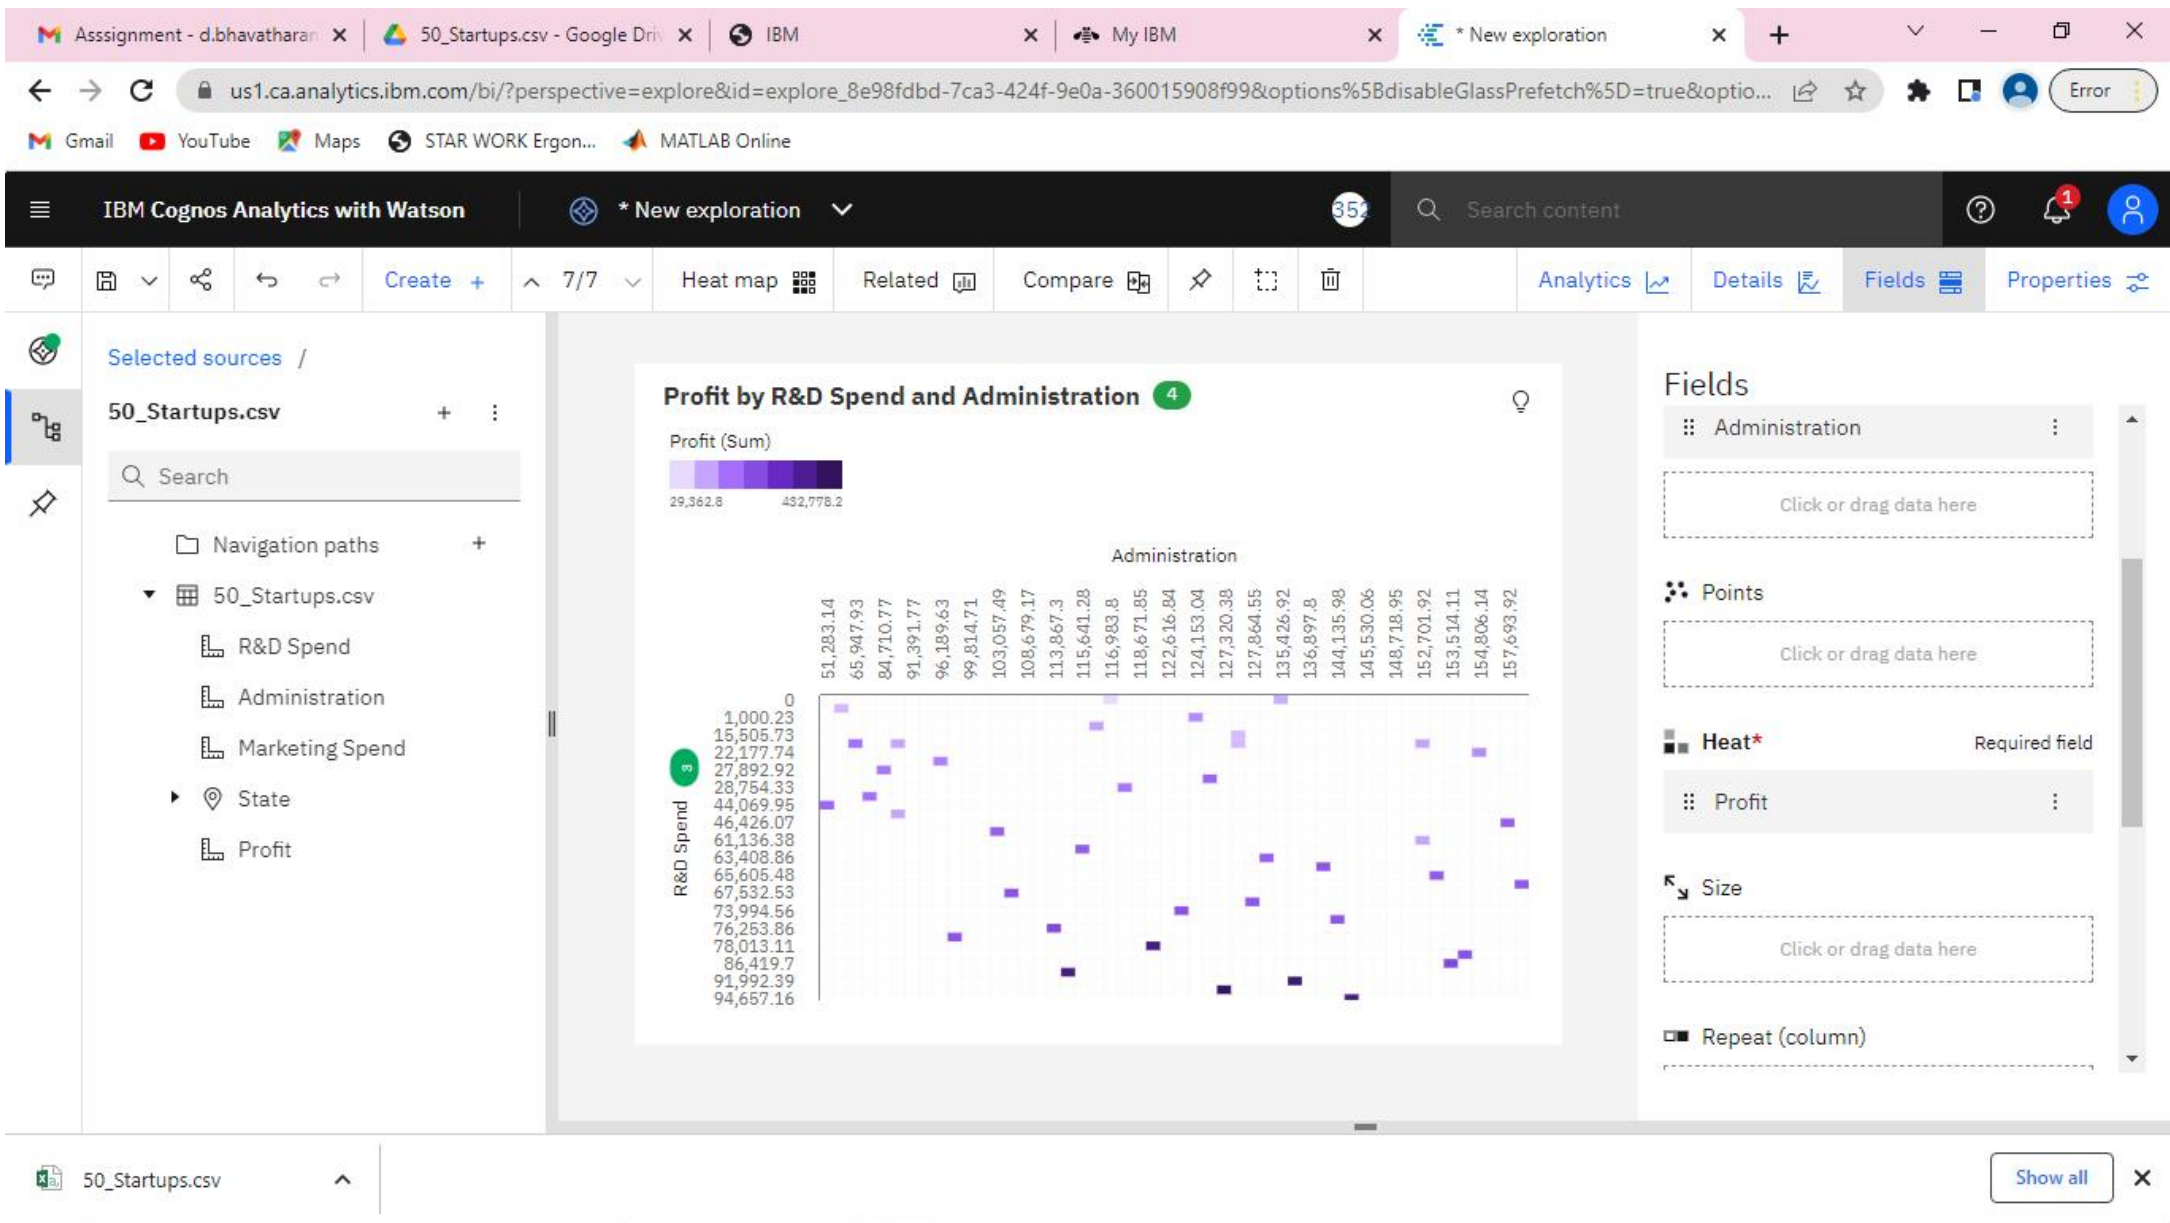 Asssignment - d.bhavatharan
50_Startups.csv - Google Driv
IBM
My IBM
* New exploration
us1.ca.analytics.ibm.com/bi/?perspective=explore&id=explore_8e98fdbd-7ca3-424f-9e0a-360015908f99&options%5BdisableGlassPrefetch%5D=true&optio...
Error
Gmail
YouTube
Maps
STAR WORK Ergon...
MATLAB Online
IBM Cognos Analytics with Watson
* New exploration
352
Search content
1
Create +
7/7
Heat map
Related
Compare
Analytics
Details
Fields
Properties
Selected sources /
50_Startups.csv
Search
Navigation paths
50_Startups.csv
R&D Spend
Administration
Marketing Spend
State
Profit
Profit by R&D Spend and Administration 4
Profit (Sum)
29,362.8 432,778.2
Administration
51,283.14
65,947.93
84,710.77
91,391.77
96,189.63
99,814.71
103,057.49
108,679.17
113,867.3
115,641.28
116,983.8
118,671.85
122,616.84
124,153.04
127,320.38
127,864.55
135,426.92
136,897.8
144,135.98
145,530.06
148,718.95
152,701.92
153,514.11
154,806.14
157,693.92
3
R&D Spend
0
1,000.23
15,505.73
22,177.74
27,892.92
28,754.33
44,069.95
46,426.07
61,136.38
63,408.86
65,605.48
67,532.53
73,994.56
76,253.86
78,013.11
86,419.7
91,992.39
94,657.16
Fields
Administration
Click or drag data here
Points
Click or drag data here
Heat* Required field
Profit
Size
Click or drag data here
Repeat (column)
50_Startups.csv
Show all